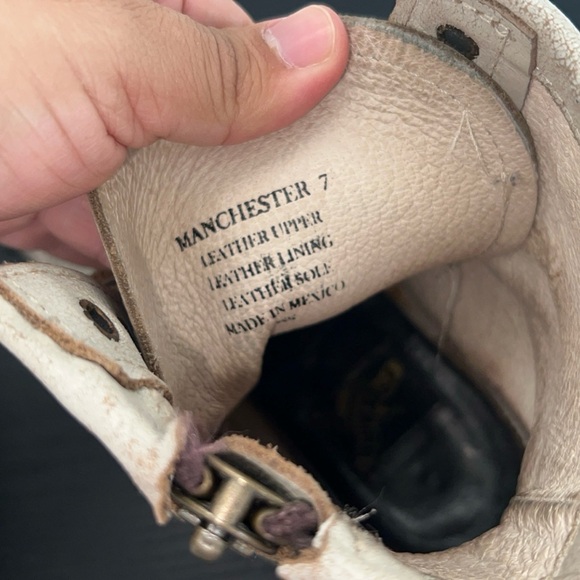 MANCHESTER 7
LEATHER UPPER
LEATHER LINING
LEATHER SOLE
MADE IN MEXICO